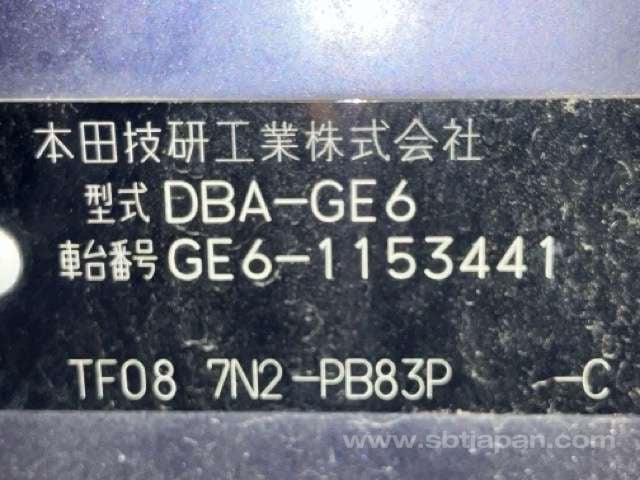 本田技研工業株式会社
型式 DBA-GE6
車台番号 GE6-1153441
TF08 7N2-PB83P -C
www.sbtjapan.com